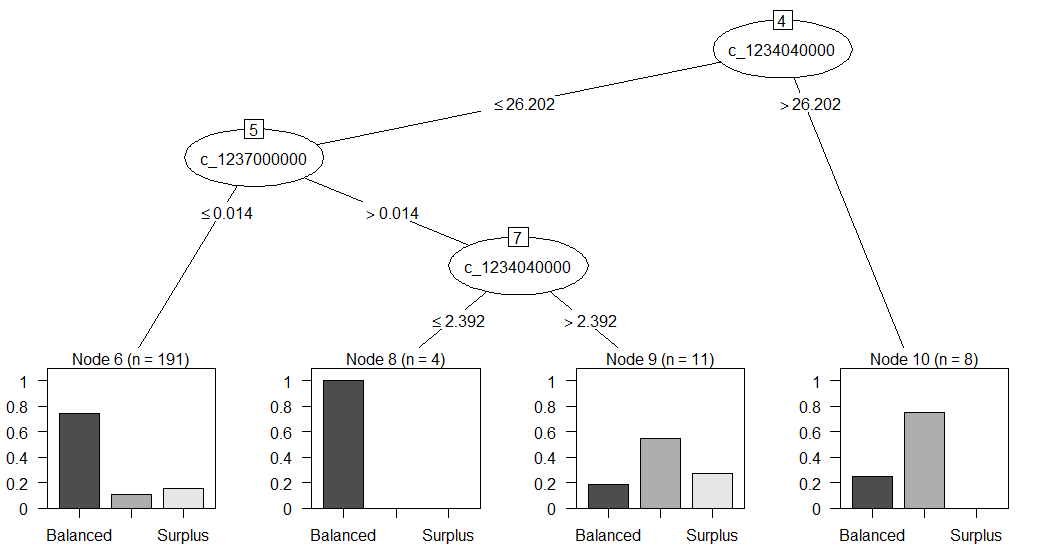 4
c_1234040000
≤ 26.202
> 26.202
5
c_1237000000
≤ 0.014
> 0.014
7
c_1234040000
≤ 2.392
> 2.392
Node 6 (n = 191)
1
0.8
0.6
0.4
0.2
0
Balanced
Surplus
Node 8 (n = 4)
1
0.8
0.6
0.4
0.2
0
Balanced
Surplus
Node 9 (n = 11)
1
0.8
0.6
0.4
0.2
0
Balanced
Surplus
Node 10 (n = 8)
1
0.8
0.6
0.4
0.2
0
Balanced
Surplus